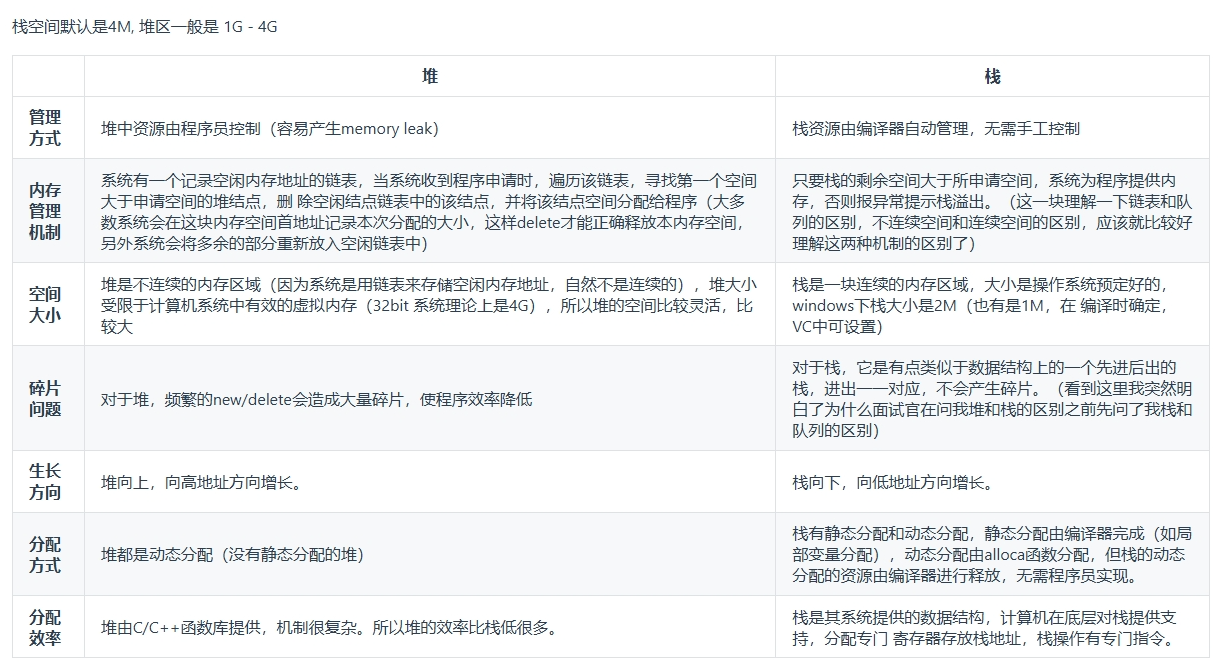 栈空间默认是4M, 堆区一般是 1G - 4G
堆
栈
管理
方式
堆中资源由程序员控制（容易产生memory leak）
栈资源由编译器自动管理，无需手工控制
内存
管理
机制
系统有一个记录空闲内存地址的链表，当系统收到程序申请时，遍历该链表，寻找第一个空间
大于申请空间的堆结点，删 除空闲结点链表中的该结点，并将该结点空间分配给程序（大多
数系统会在这块内存空间首地址记录本次分配的大小，这样delete才能正确释放本内存空间，
另外系统会将多余的部分重新放入空闲链表中）
只要栈的剩余空间大于所申请空间，系统为程序提供内
存，否则报异常提示栈溢出。（这一块理解一下链表和队
列的区别，不连续空间和连续空间的区别，应该就比较好
理解这两种机制的区别了）
空间
大小
堆是不连续的内存区域（因为系统是用链表来存储空闲内存地址，自然不是连续的），堆大小
受限于计算机系统中有效的虚拟内存（32bit 系统理论上是4G），所以堆的空间比较灵活，比
较大
栈是一块连续的内存区域，大小是操作系统预定好的，
windows下栈大小是2M（也有是1M，在 编译时确定，
VC中可设置）
碎片
问题
对于堆，频繁的new/delete会造成大量碎片，使程序效率降低
对于栈，它是有点类似于数据结构上的一个先进后出的
栈，进出一一对应，不会产生碎片。（看到这里我突然明
白了为什么面试官在问我堆和栈的区别之前先问了我栈和
队列的区别）
生长
方向
堆向上，向高地址方向增长。
栈向下，向低地址方向增长。
分配
方式
堆都是动态分配（没有静态分配的堆）
栈有静态分配和动态分配，静态分配由编译器完成（如局
部变量分配），动态分配由alloca函数分配，但栈的动态
分配的资源由编译器进行释放，无需程序员实现。
分配
效率
堆由C/C++函数库提供，机制很复杂。所以堆的效率比栈低很多。
栈是其系统提供的数据结构，计算机在底层对栈提供支
持，分配专门 寄存器存放栈地址，栈操作有专门指令。